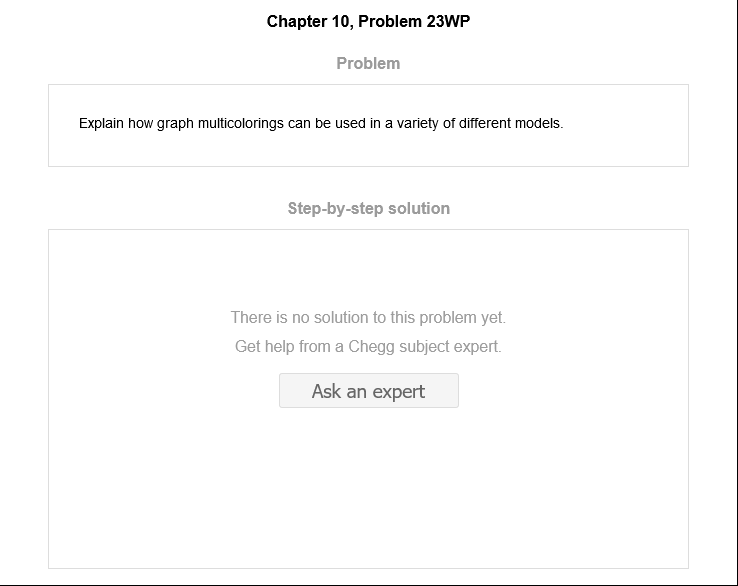 Chapter 10, Problem 23WP
Problem
Explain how graph multicolorings can be used in a variety of different models.
Step-by-step solution
There is no solution to this problem yet.
Get help from a Chegg subject expert.
Ask an expert